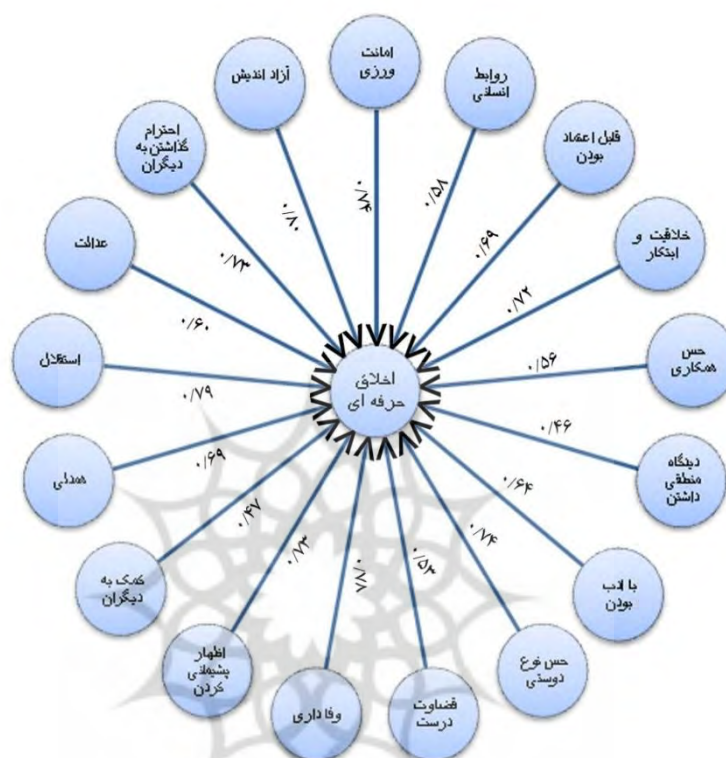 امانت
ورزی
۰/۷۴
روابط
انسانی
۰/۵۸
قابل اعتماد
بودن
۰/۶۹
خلاقیت و
ابتکار
۰/۷۲
حس
همکاری
۰/۵۶
دیدگاه
منطقی
داشتن
۰/۴۶
با ادب
بودن
۰/۶۴
حس نوع
دوستی
۰/۷۴
قضاوت
درست
۰/۵۳
وفاداری
اظهار
پشیمانی
کردن
۰/۷۳
کمک به
دیگران
۰/۴۷
همدلی
۰/۶۹
استقلال
۰/۷۹
عدالت
۰/۶۰
احترام
گذاشتن به
دیگران
۰/۷۳
آزاد اندیش
۰/۸۰
اخلاق
حرفه ای